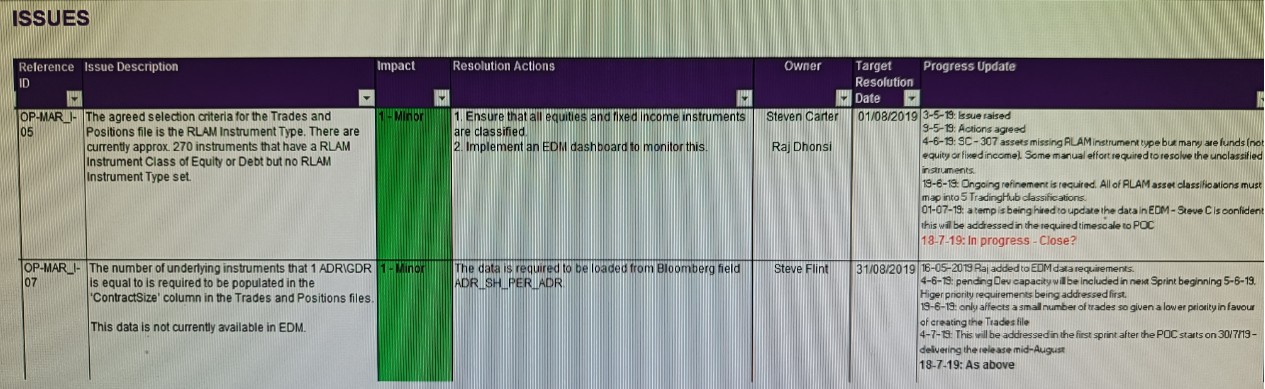 ISSUES
Reference ID
Issue Description
Impact
Resolution Actions
Owner
Target Resolution Date
Progress Update
OP-MAR_I-05
The agreed selection criteria for the Trades and
Positions file is the RLAM Instrument Type. There are
currently approx. 270 instruments that have a RLAM
Instrument Class of Equity or Debt but no RLAM
Instrument Type set.
1 - Minor
1. Ensure that all equities and fixed income instruments
are classified.
2. Implement an EDM dashboard to monitor this.
Steven Carter
Raj Dhonsi
01/08/2019
3-5-19: Issue raised
9-5-19: Actions agreed
4-6-19: SC - 307 assets missing RLAM instrument type but many are funds (not
equity or fixed income). Some manual effort required to resolve the unclassified
instruments.
19-6-19: Ongoing refinement is required. All of RLAM asset classifications must
map into 5 TradingHub classifications.
01-07-19: a temp is being hired to update the data in EDM - Steve C is confident
this will be addressed in the required timescale to POC
18-7-19: In progress - Close?
OP-MAR_I-07
The number of underlying instruments that 1 ADR\GDR
is equal to is required to be populated in the
'ContractSize' column in the Trades and Positions files.
This data is not currently available in EDM.
1 - Minor
The data is required to be loaded from Bloomberg field
ADR_SH_PER_ADR
Steve Flint
31/08/2019
16-05-2019 Raj added to EDM data requirements.
4-6-19: pending Dev capacity will be included in next Sprint beginning 5-6-19.
Higer priority requirements being addressed first.
19-6-19: only affects a small number of trades so given a lower priority in favour
of creating the Trades file
4-7-19: This will be addressed in the first sprint after the POC starts on 30/7/19 -
delivering the release mid-August
18-7-19: As above